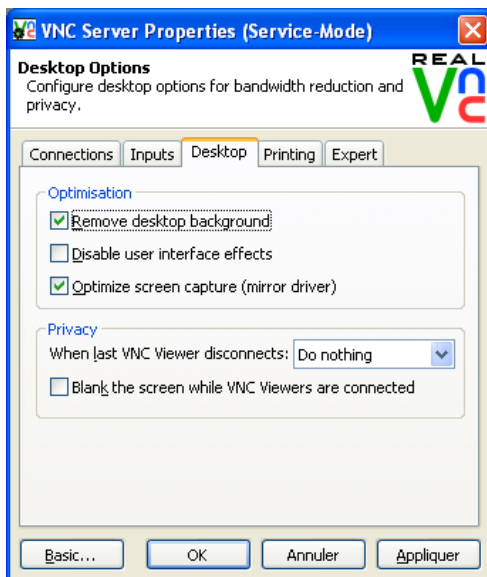 VNC Server Properties (Service-Mode)
Desktop Options
Configure desktop options for bandwidth reduction and
privacy.
REAL
VNC
Connections Inputs Desktop Printing Expert
Optimisation
Remove desktop background
Disable user interface effects
Optimize screen capture (mirror driver)
Privacy
When last VNC Viewer disconnects: Do nothing
Blank the screen while VNC Viewers are connected
Basic... OK Annuler Appliquer